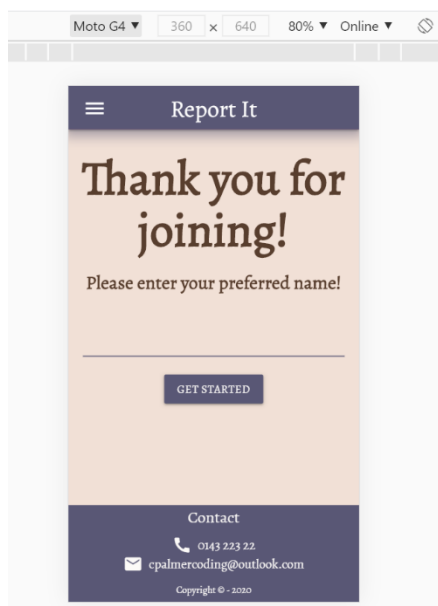 Moto G4 ▼ 360 x 640 80% ▼ Online ▼
Report It
Thank you for
joining!
Please enter your preferred name!
GET STARTED
Contact
0143 223 22
cpalmercoding@outlook.com
Copyright © - 2020